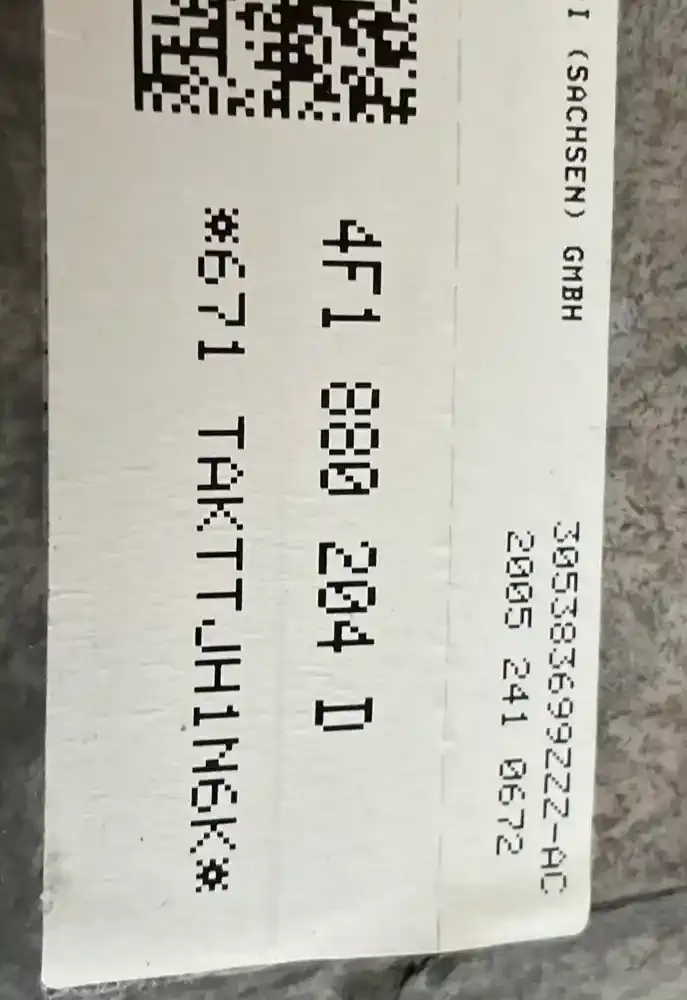 I (SACHSEN) GMBH
305383699ZZZ-AC
2005 241 0672
4F1 880 204 D
*671 TAKTTJH1N6K*